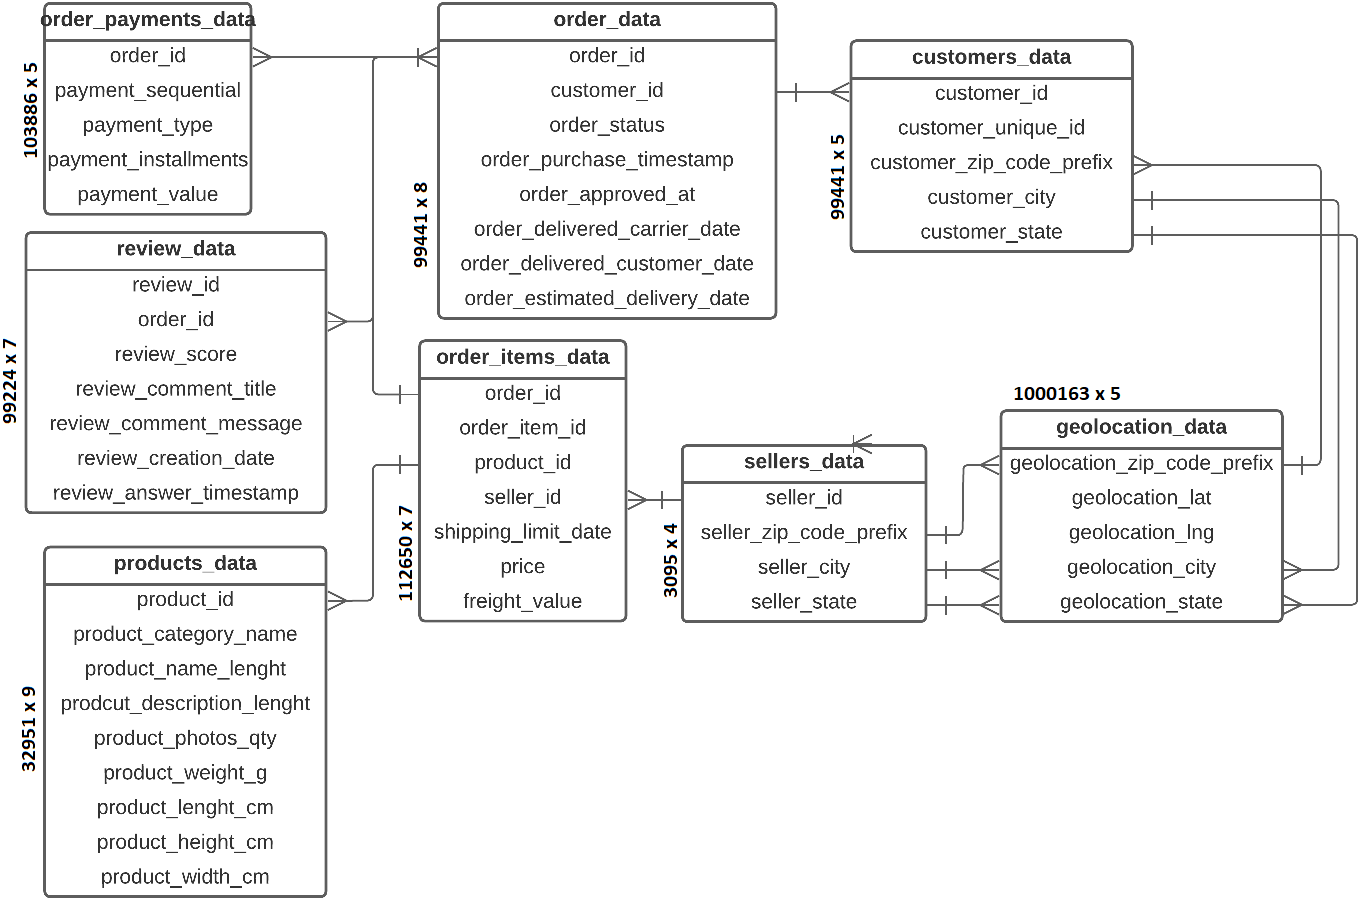 order_payments_data
order_id
payment_sequential
payment_type
payment_installments
payment_value
103886 x 5
order_data
order_id
customer_id
order_status
order_purchase_timestamp
order_approved_at
order_delivered_carrier_date
order_delivered_customer_date
order_estimated_delivery_date
99441 x 8
customers_data
customer_id
customer_unique_id
customer_zip_code_prefix
customer_city
customer_state
99441 x 5
review_data
review_id
order_id
review_score
review_comment_title
review_comment_message
review_creation_date
review_answer_timestamp
99224 x 7
order_items_data
order_id
order_item_id
product_id
seller_id
shipping_limit_date
price
freight_value
112650 x 7
sellers_data
seller_id
seller_zip_code_prefix
seller_city
seller_state
3095 x 4
1000163 x 5
geolocation_data
geolocation_zip_code_prefix
geolocation_lat
geolocation_lng
geolocation_city
geolocation_state
products_data
product_id
product_category_name
product_name_lenght
prodcut_description_lenght
product_photos_qty
product_weight_g
product_lenght_cm
product_height_cm
product_width_cm
32951 x 9